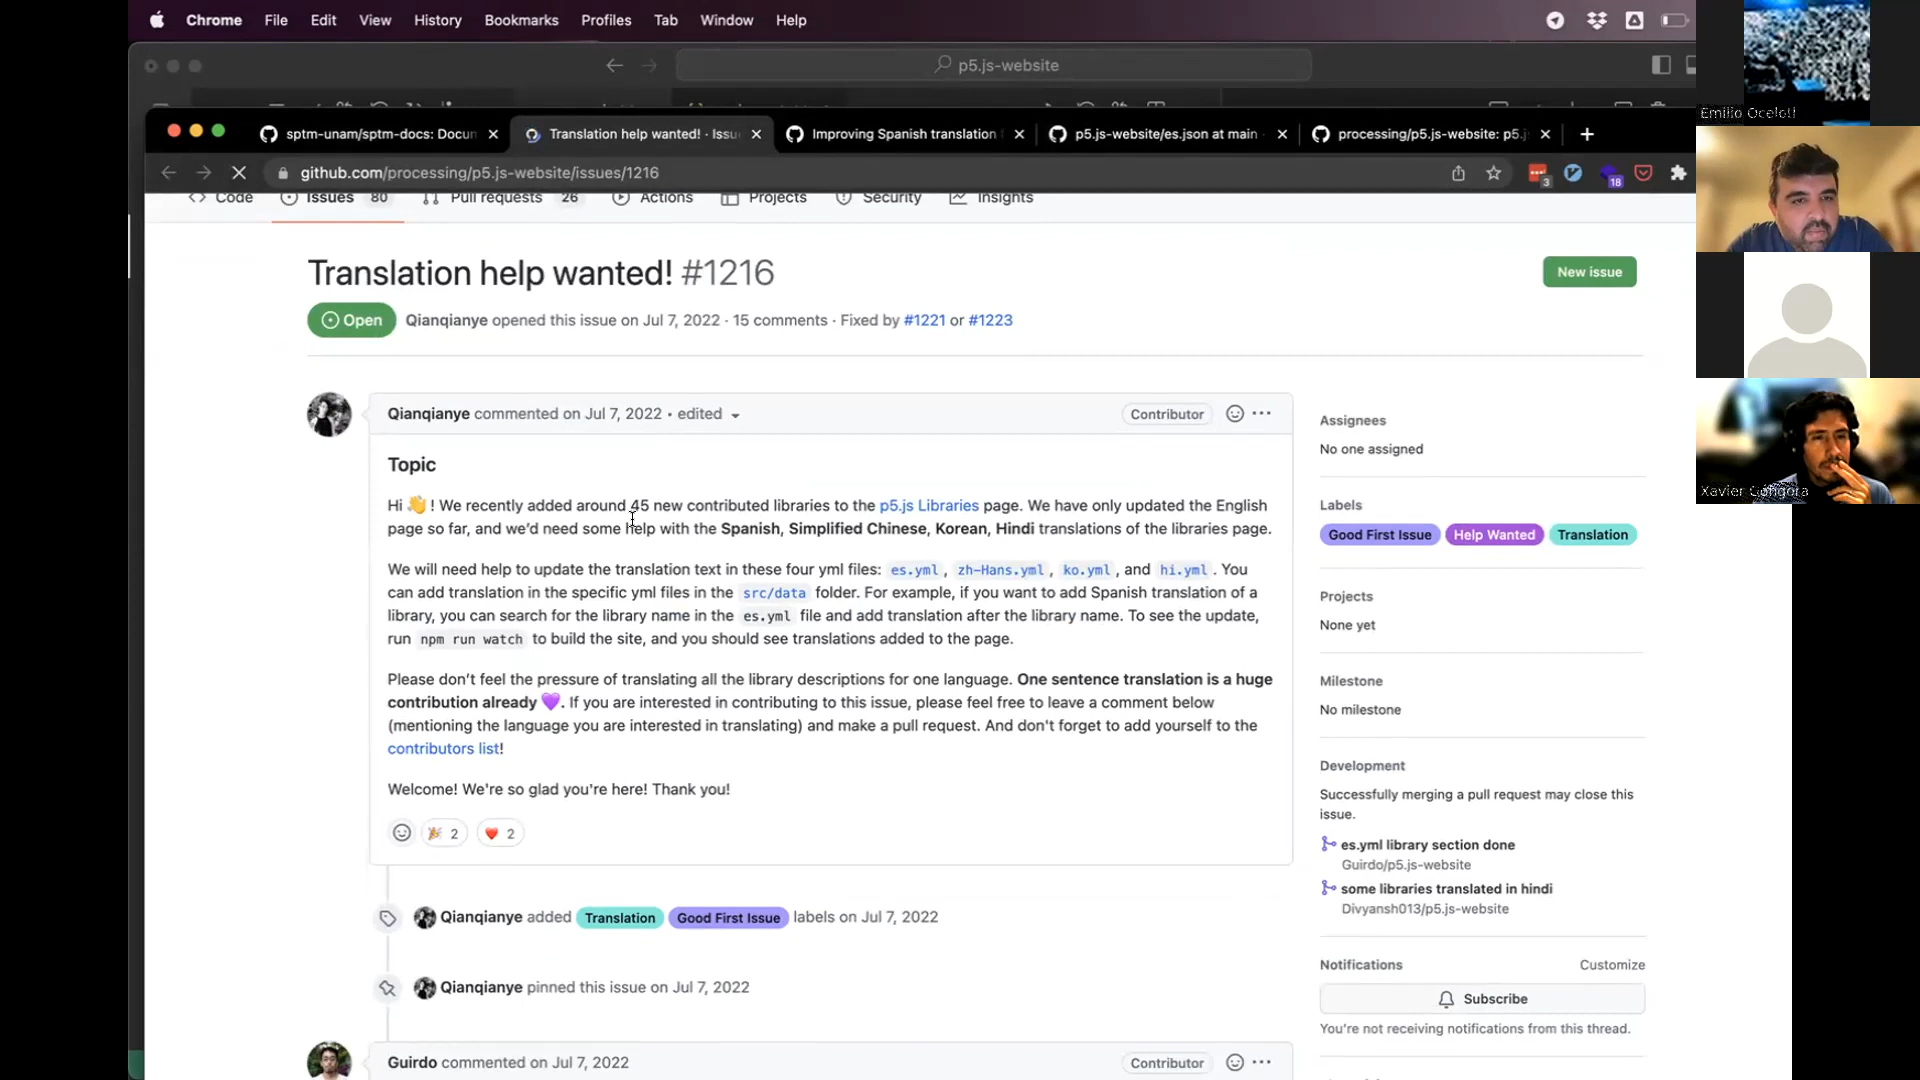 Chrome File Edit View History Bookmarks Profiles Tab Window Help
p5.js-website
Emilio Ocelotl
sptm-unam/sptm-docs: Docum
Translation help wanted! · Issu
Improving Spanish translation
p5.js-website/es.json at main
processing/p5.js-website: p5.
github.com/processing/p5.js-website/issues/1216
3
18
Code
Issues 80
Pull requests 26
Actions
Projects
Security
Insights
Translation help wanted! #1216
New issue
Open
Qianqianye opened this issue on Jul 7, 2022 · 15 comments · Fixed by #1221 or #1223
Qianqianye commented on Jul 7, 2022 • edited
Contributor
Topic
Hi 👋 ! We recently added around 45 new contributed libraries to the p5.js Libraries page. We have only updated the English
page so far, and we'd need some help with the Spanish, Simplified Chinese, Korean, Hindi translations of the libraries page.
We will need help to update the translation text in these four yml files: es.yml, zh-Hans.yml, ko.yml, and hi.yml. You
can add translation in the specific yml files in the src/data folder. For example, if you want to add Spanish translation of a
library, you can search for the library name in the es.yml file and add translation after the library name. To see the update,
run npm run watch to build the site, and you should see translations added to the page.
Please don't feel the pressure of translating all the library descriptions for one language. One sentence translation is a huge
contribution already 💜. If you are interested in contributing to this issue, please feel free to leave a comment below
(mentioning the language you are interested in translating) and make a pull request. And don't forget to add yourself to the
contributors list!
Welcome! We're so glad you're here! Thank you!
🎉 2
❤️ 2
Qianqianye added Translation Good First Issue labels on Jul 7, 2022
Qianqianye pinned this issue on Jul 7, 2022
Guirdo commented on Jul 7, 2022
Contributor
Assignees
No one assigned
Labels
Good First Issue
Help Wanted
Translation
Projects
None yet
Milestone
No milestone
Development
Successfully merging a pull request may close this
issue.
es.yml library section done
Guirdo/p5.js-website
some libraries translated in hindi
Divyansh013/p5.js-website
Notifications
Customize
Subscribe
You're not receiving notifications from this thread.
Xavier Góngora